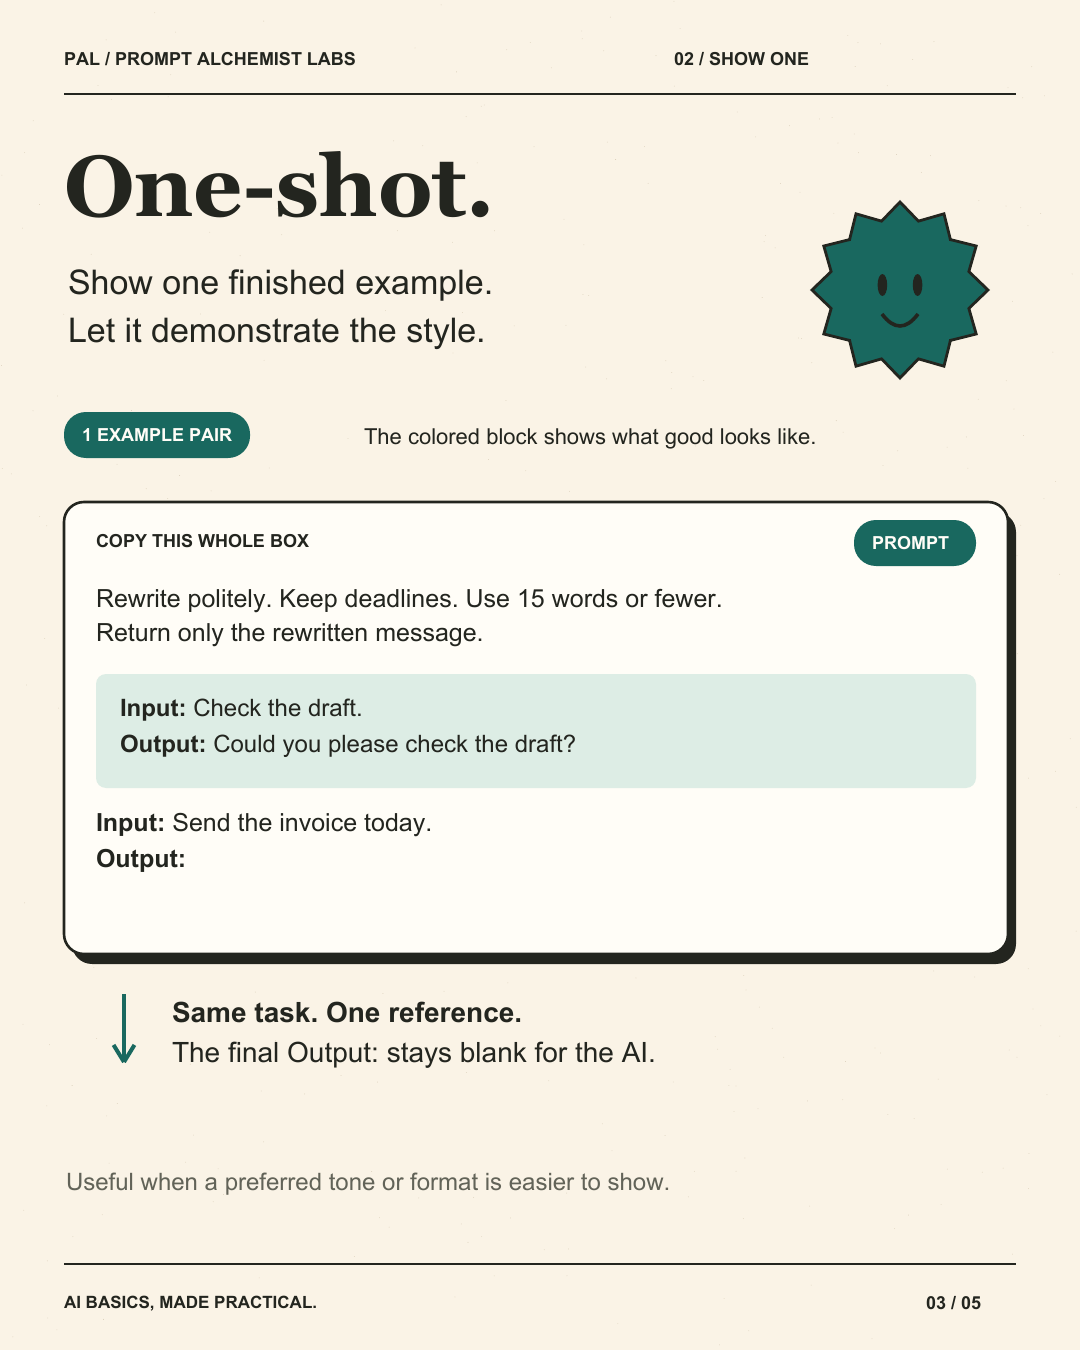 PAL / PROMPT ALCHEMIST LABS
02 / SHOW ONE
One-shot.
Show one finished example.
Let it demonstrate the style.
1 EXAMPLE PAIR
The colored block shows what good looks like.
COPY THIS WHOLE BOX
PROMPT
Rewrite politely. Keep deadlines. Use 15 words or fewer.
Return only the rewritten message.
Input: Check the draft.
Output: Could you please check the draft?
Input: Send the invoice today.
Output:
Same task. One reference.
The final Output: stays blank for the AI.
Useful when a preferred tone or format is easier to show.
AI BASICS, MADE PRACTICAL.
03 / 05